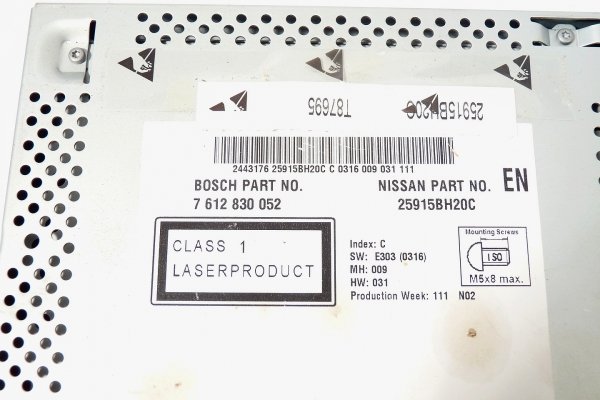 T87695
25915BH20C
2443176 25915BH20C C 0316 009 031 111
BOSCH PART NO. NISSAN PART NO. EN
7 612 830 052 25915BH20C
CLASS 1
LASERPRODUCT
Index: C
SW: E303 (0316)
MH: 009
HW: 031
Production Week: 111 N02
Mounting Screws
ISO
M5x8 max.